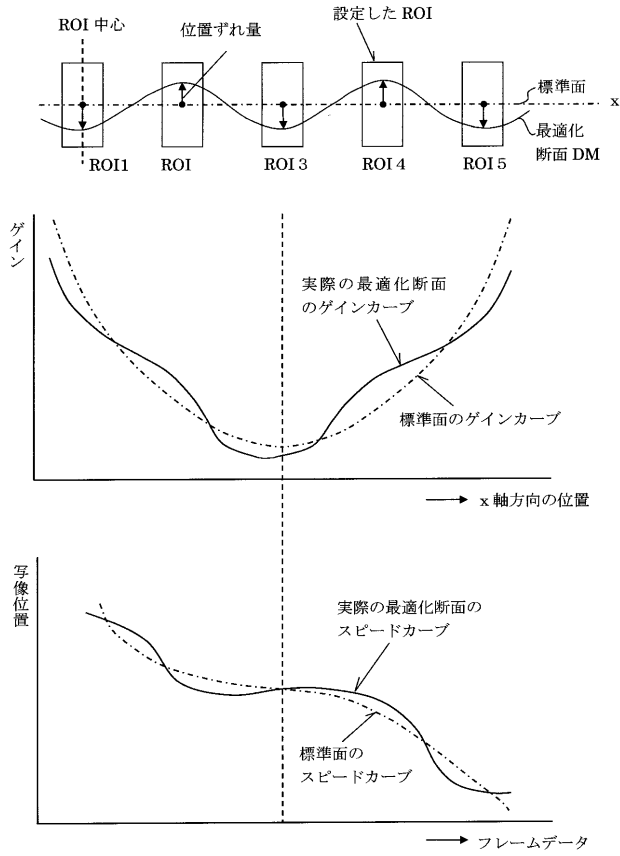 ROI 中心
位置ずれ量
設定した ROI
標準面
x
最適化
断面 DM
ROI1
ROI
ROI 3
ROI 4
ROI 5
ゲイン
実際の最適化断面
のゲインカーブ
標準面のゲインカーブ
x 軸方向の位置
写像位置
実際の最適化断面の
スピードカーブ
標準面の
スピードカーブ
フレームデータ